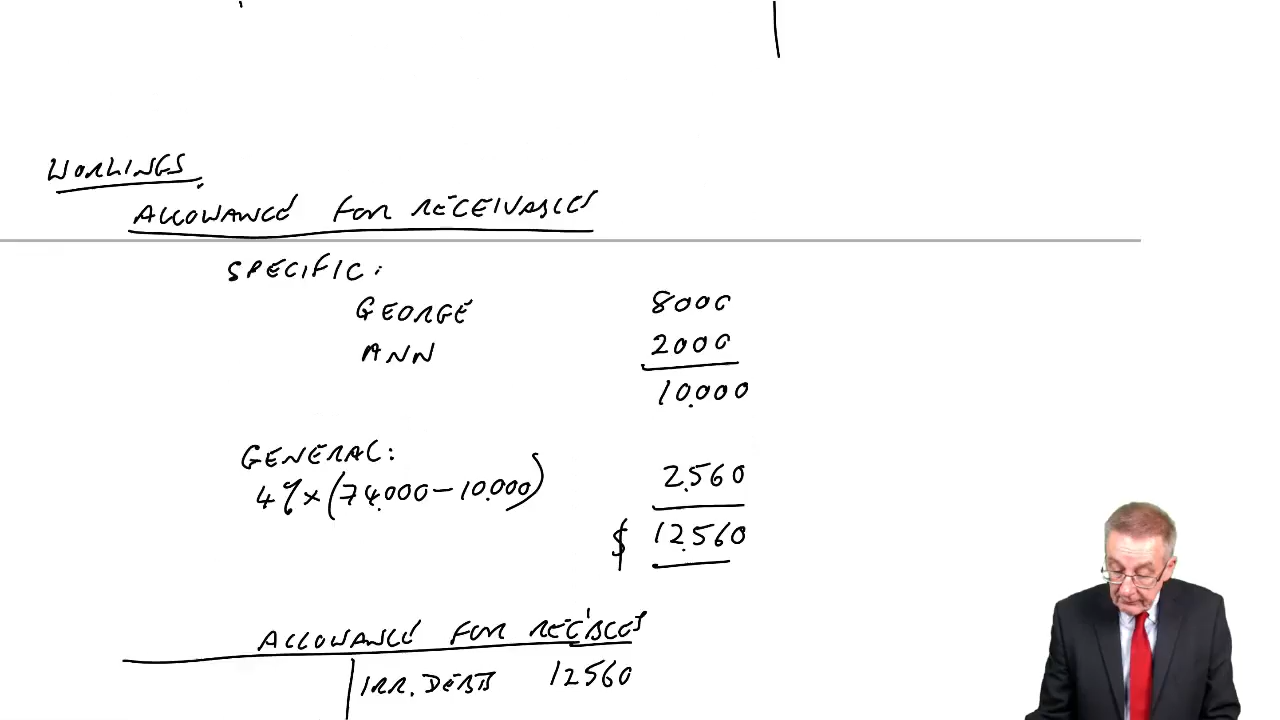 WORKINGS.
ALLOWANCE FOR RECEIVABLES
SPECIFIC:
GEORGE 8000
ANN 2000
10.000
GENERAL:
4% × (74.000 - 10.000) 2.560
$ 12.560
ALLOWANCE FOR REC'BLES
IRR. DEBTS 12560